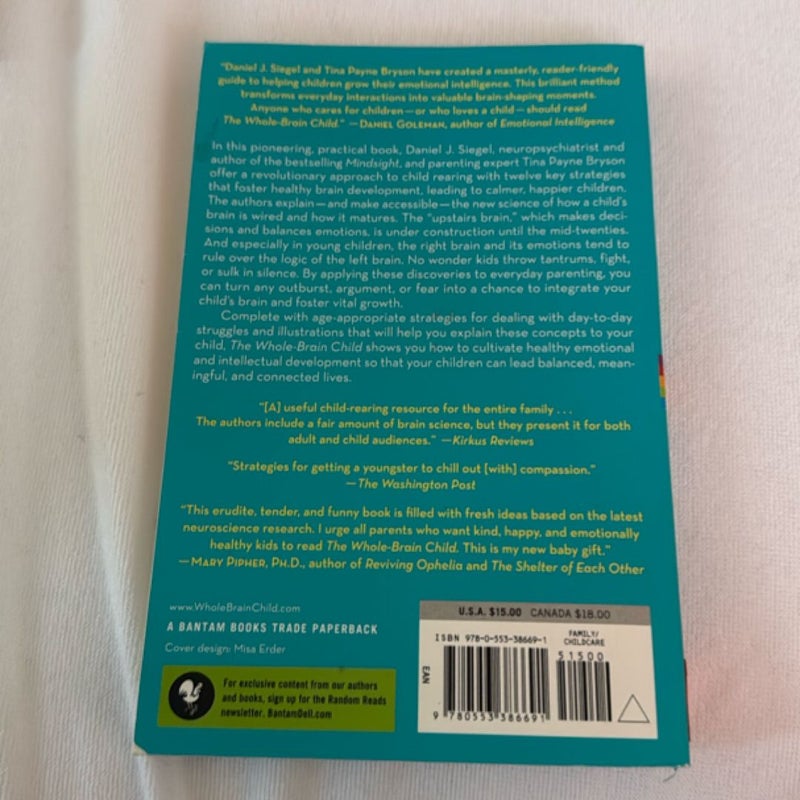 "Daniel J. Siegel and Tina Payne Bryson have created a masterly, reader-friendly
guide to helping children grow their emotional intelligence. This brilliant method
transforms everyday interactions into valuable brain-shaping moments.
Anyone who cares for children—or who loves a child—should read
The Whole-Brain Child." —DANIEL GOLEMAN, author of Emotional Intelligence
In this pioneering, practical book, Daniel J. Siegel, neuropsychiatrist and
author of the bestselling Mindsight, and parenting expert Tina Payne Bryson
offer a revolutionary approach to child rearing with twelve key strategies
that foster healthy brain development, leading to calmer, happier children.
The authors explain—and make accessible—the new science of how a child's
brain is wired and how it matures. The "upstairs brain," which makes deci-
sions and balances emotions, is under construction until the mid-twenties.
And especially in young children, the right brain and its emotions tend to
rule over the logic of the left brain. No wonder kids throw tantrums, fight,
or sulk in silence. By applying these discoveries to everyday parenting, you
can turn any outburst, argument, or fear into a chance to integrate your
child's brain and foster vital growth.
Complete with age-appropriate strategies for dealing with day-to-day
struggles and illustrations that will help you explain these concepts to your
child, The Whole-Brain Child shows you how to cultivate healthy emotional
and intellectual development so that your children can lead balanced, mean-
ingful, and connected lives.
"[A] useful child-rearing resource for the entire family . . .
The authors include a fair amount of brain science, but they present it for both
adult and child audiences." —Kirkus Reviews
"Strategies for getting a youngster to chill out [with] compassion."
—The Washington Post
"This erudite, tender, and funny book is filled with fresh ideas based on the latest
neuroscience research. I urge all parents who want kind, happy, and emotionally
healthy kids to read The Whole-Brain Child. This is my new baby gift."
—MARY PIPHER, PH.D., author of Reviving Ophelia and The Shelter of Each Other
www.WholeBrainChild.com
A BANTAM BOOKS TRADE PAPERBACK
Cover design: Misa Erder
For exclusive content from our authors
and books, sign up for the Random Reads
newsletter. BantamDell.com
U.S.A. $15.00 CANADA $18.00
ISBN 978-0-553-38669-1
FAMILY/
CHILDCARE
51500
EAN
9 780553 386691